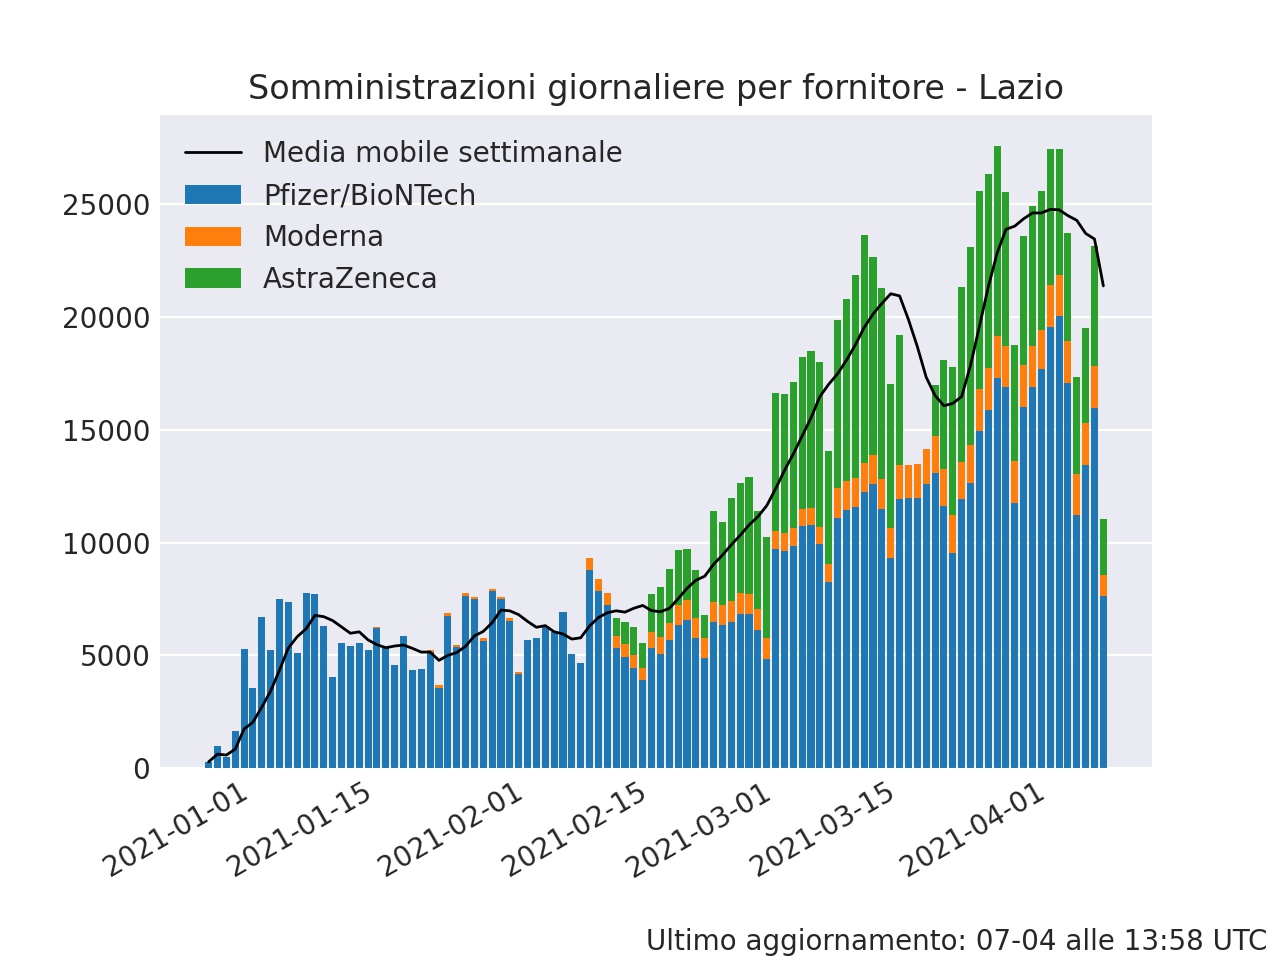 Somministrazioni giornaliere per fornitore - Lazio
Media mobile settimanale
Pfizer/BioNTech
Moderna
AstraZeneca
25000
20000
15000
10000
5000
0
2021-01-01
2021-01-15
2021-02-01
2021-02-15
2021-03-01
2021-03-15
2021-04-01
Ultimo aggiornamento: 07-04 alle 13:58 UTC